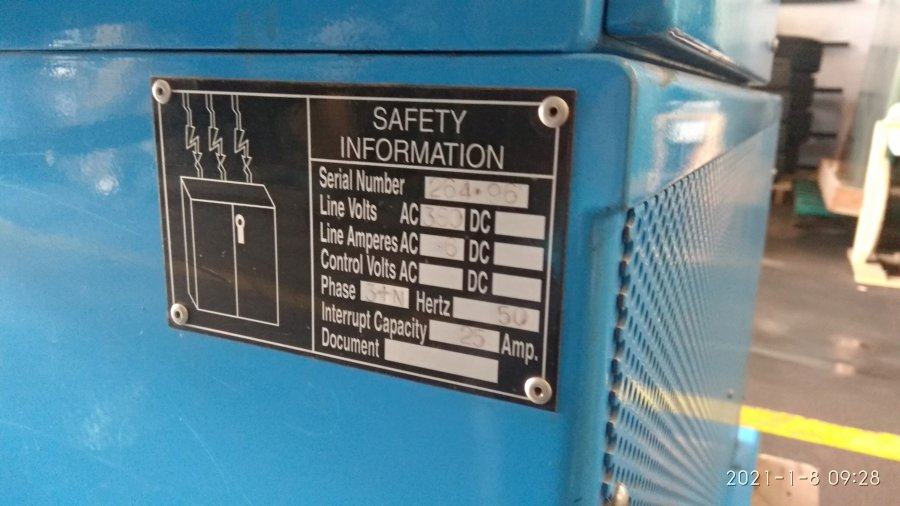 SAFETY
INFORMATION
Serial Number 264·96
Line Volts AC 380 DC
Line Amperes AC DC
Control Volts AC DC
Phase 3+N Hertz 50
Interrupt Capacity 25 Amp.
Document
2021-1-8 09:28